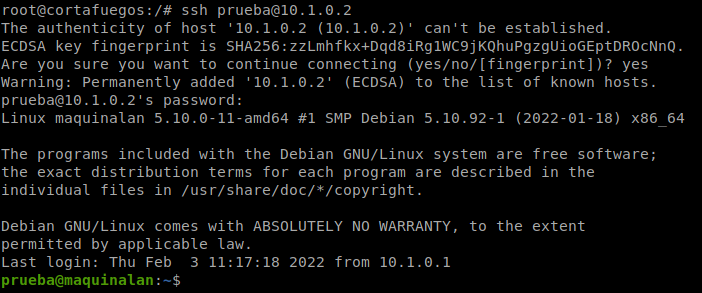 root@cortafuegos:/# ssh prueba@10.1.0.2
The authenticity of host '10.1.0.2 (10.1.0.2)' can't be established.
ECDSA key fingerprint is SHA256:zzLmhfkx+Dqd8iRg1WC9jKQhuPgzgUioGEptDROcNnQ.
Are you sure you want to continue connecting (yes/no/[fingerprint])? yes
Warning: Permanently added '10.1.0.2' (ECDSA) to the list of known hosts.
prueba@10.1.0.2's password:
Linux maquinalan 5.10.0-11-amd64 #1 SMP Debian 5.10.92-1 (2022-01-18) x86_64
The programs included with the Debian GNU/Linux system are free software;
the exact distribution terms for each program are described in the
individual files in /usr/share/doc/*/copyright.
Debian GNU/Linux comes with ABSOLUTELY NO WARRANTY, to the extent
permitted by applicable law.
Last login: Thu Feb  3 11:17:18 2022 from 10.1.0.1
prueba@maquinalan:~$